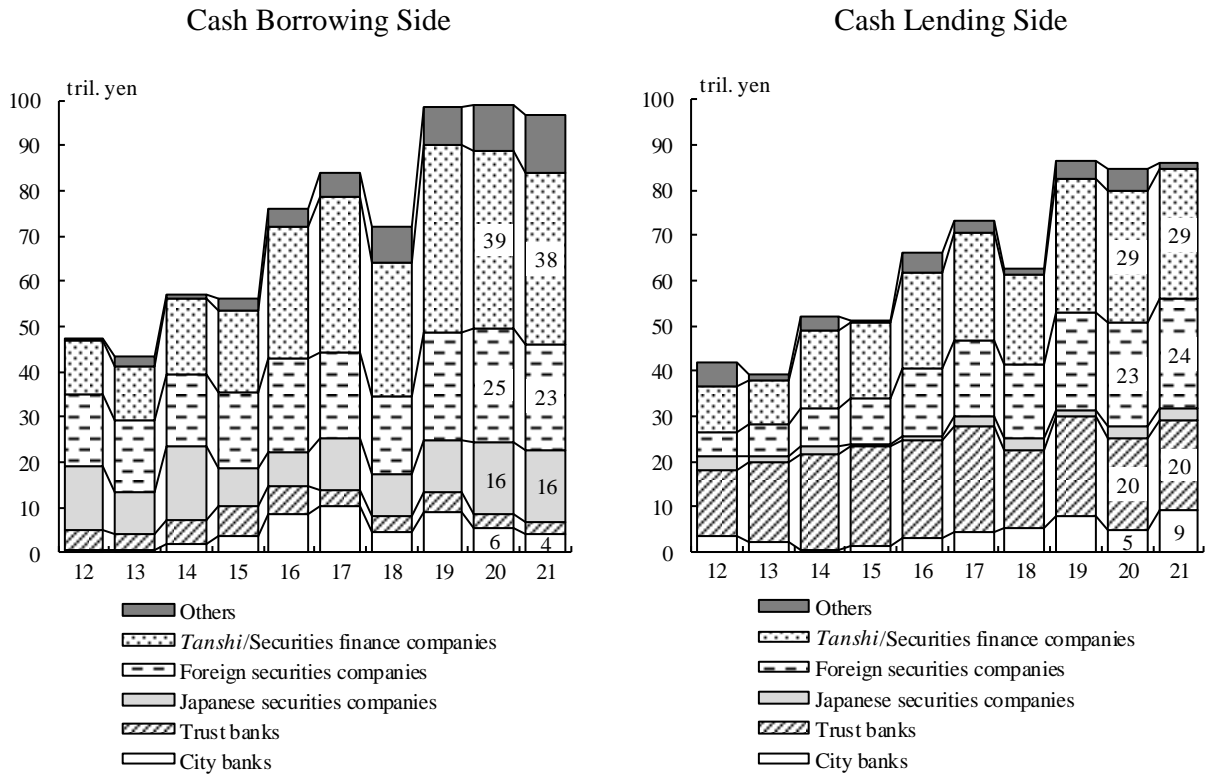 Cash Borrowing Side
tril. yen
100
90
80
70
60
50
40
30
20
10
0
39
38
25
23
16
16
6
4
12 13 14 15 16 17 18 19 20 21
Others
Tanshi/Securities finance companies
Foreign securities companies
Japanese securities companies
Trust banks
City banks
Cash Lending Side
tril. yen
100
90
80
70
60
50
40
30
20
10
0
29
29
23
24
20
20
5
9
12 13 14 15 16 17 18 19 20 21
Others
Tanshi/Securities finance companies
Foreign securities companies
Japanese securities companies
Trust banks
City banks